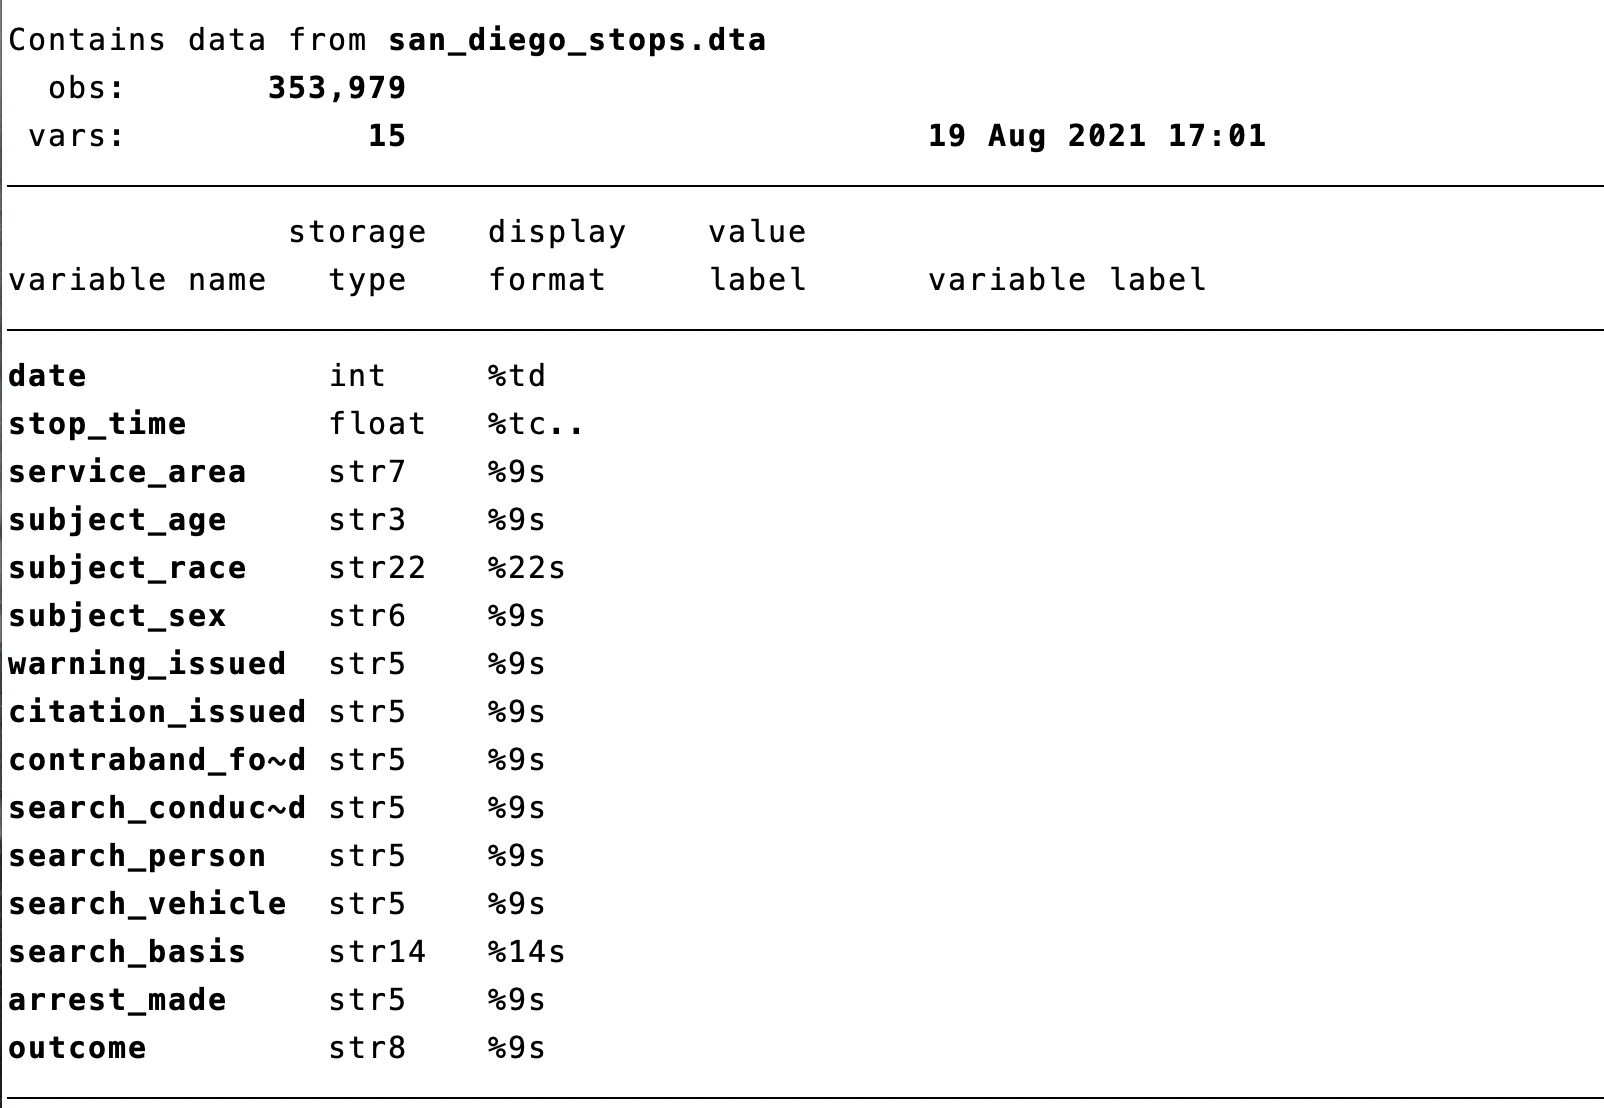 Contains data from san_diego_stops.dta
  obs:       353,979
 vars:            15                          19 Aug 2021 17:01
              storage   display    value
variable name   type    format     label      variable label
date            int     %td
stop_time       float   %tc..
service_area    str7    %9s
subject_age     str3    %9s
subject_race    str22   %22s
subject_sex     str6    %9s
warning_issued  str5    %9s
citation_issued str5    %9s
contraband_fo~d str5    %9s
search_conduc~d str5    %9s
search_person   str5    %9s
search_vehicle  str5    %9s
search_basis    str14   %14s
arrest_made     str5    %9s
outcome         str8    %9s